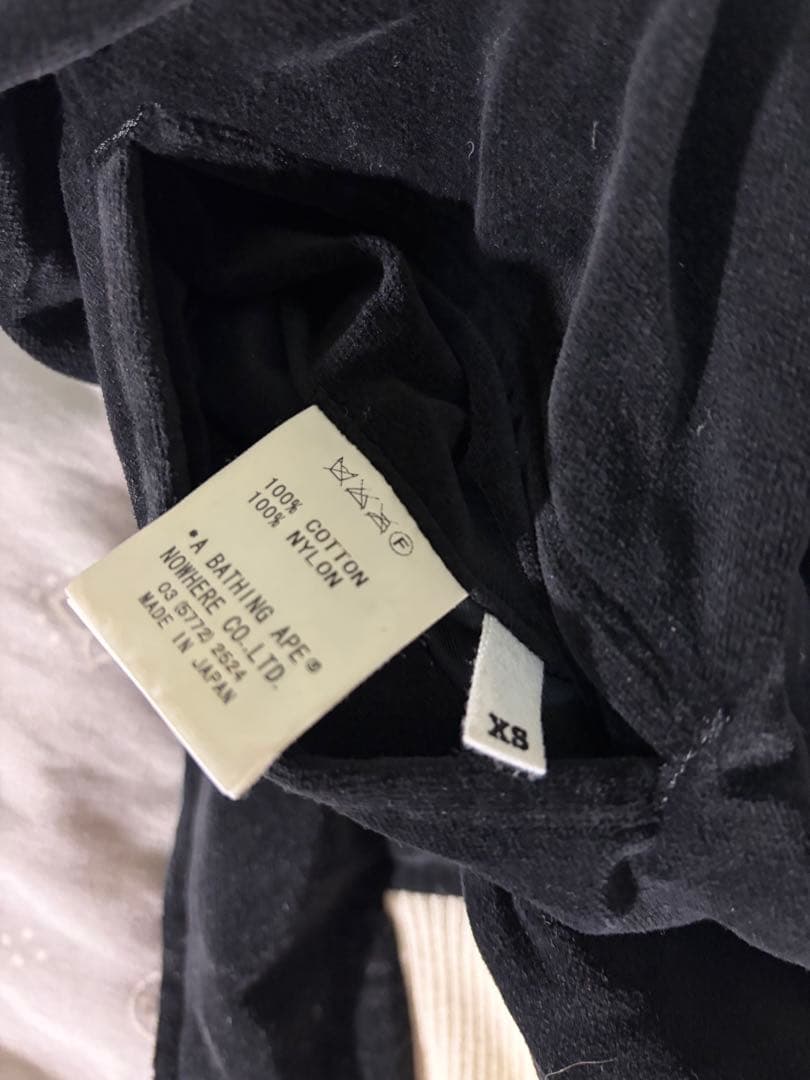 Ⓕ
100% COTTON
100% NYLON
•A BATHING APE®
NOWHERE CO.,LTD.
03 (5772) 2524
MADE IN JAPAN
XS